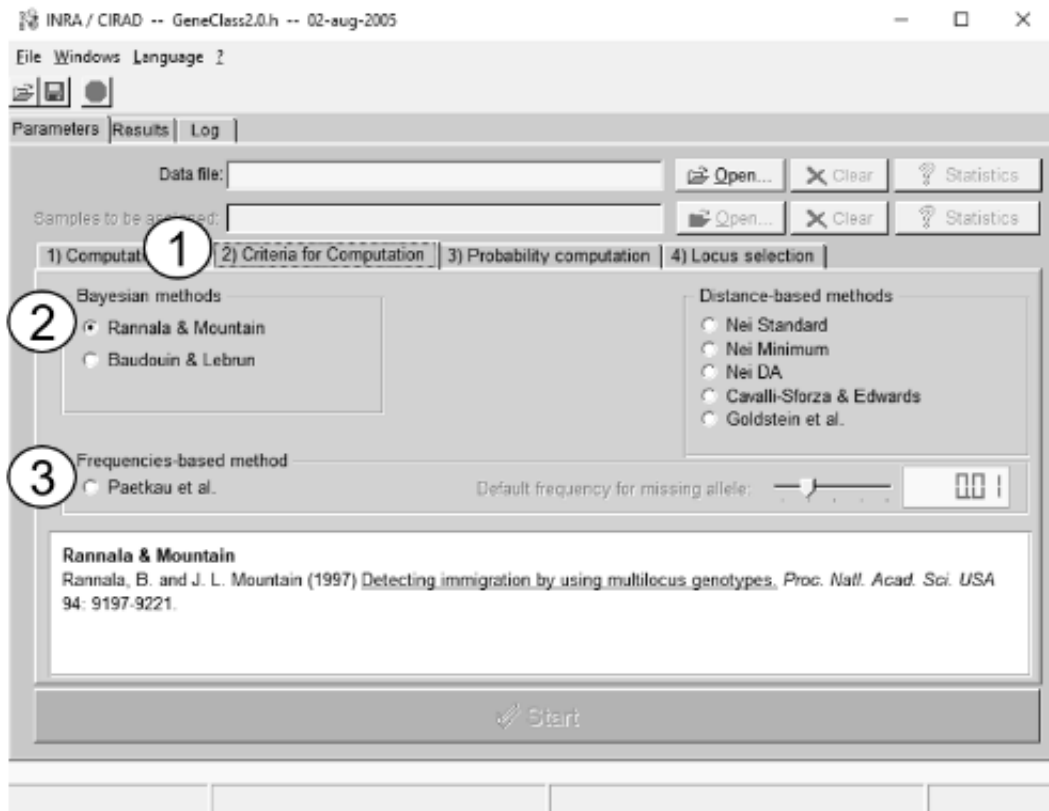 INRA / CIRAD -- GeneClass2.0.h -- 02-aug-2005
File Windows Language ?
Parameters Results Log
Data file: Open... Clear Statistics
Samples to be assigned: Open... Clear Statistics
1 2 3
1) Computat 2) Criteria for Computation 3) Probability computation 4) Locus selection
Bayesian methods
Rannala & Mountain
Baudouin & Lebrun
Distance-based methods
Nei Standard
Nei Minimum
Nei DA
Cavalli-Sforza & Edwards
Goldstein et al.
Frequencies-based method
Paetkau et al. Default frequency for missing allele: 0.01
Rannala & Mountain
Rannala, B. and J. L. Mountain (1997) Detecting immigration by using multilocus genotypes. Proc. Natl. Acad. Sci. USA
94: 9197-9221.
Start